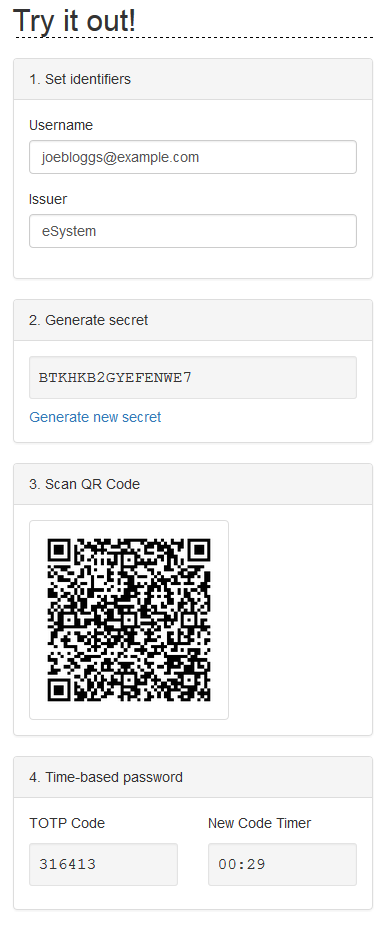 Try it out!
1. Set identifiers
Username
joebloggs@example.com
Issuer
eSystem
2. Generate secret
BTKHKB2GYEFENWE7
Generate new secret
3. Scan QR Code
4. Time-based password
TOTP Code New Code Timer
316413 00:29